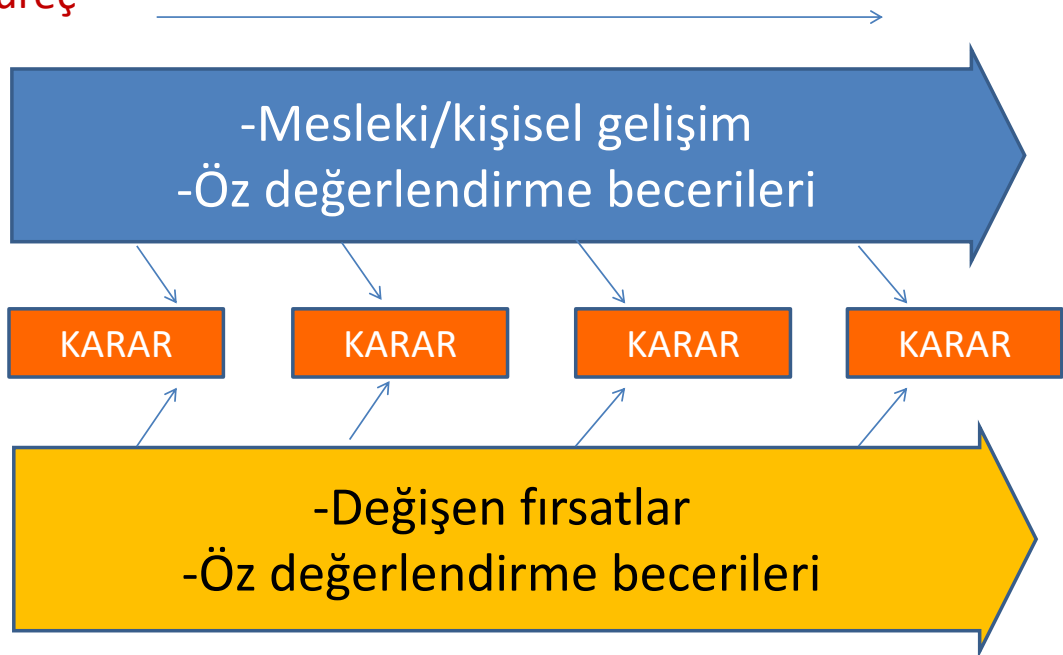 -Mesleki/kişisel gelişim
-Öz değerlendirme becerileri
KARAR KARAR KARAR KARAR
-Değişen fırsatlar
-Öz değerlendirme becerileri